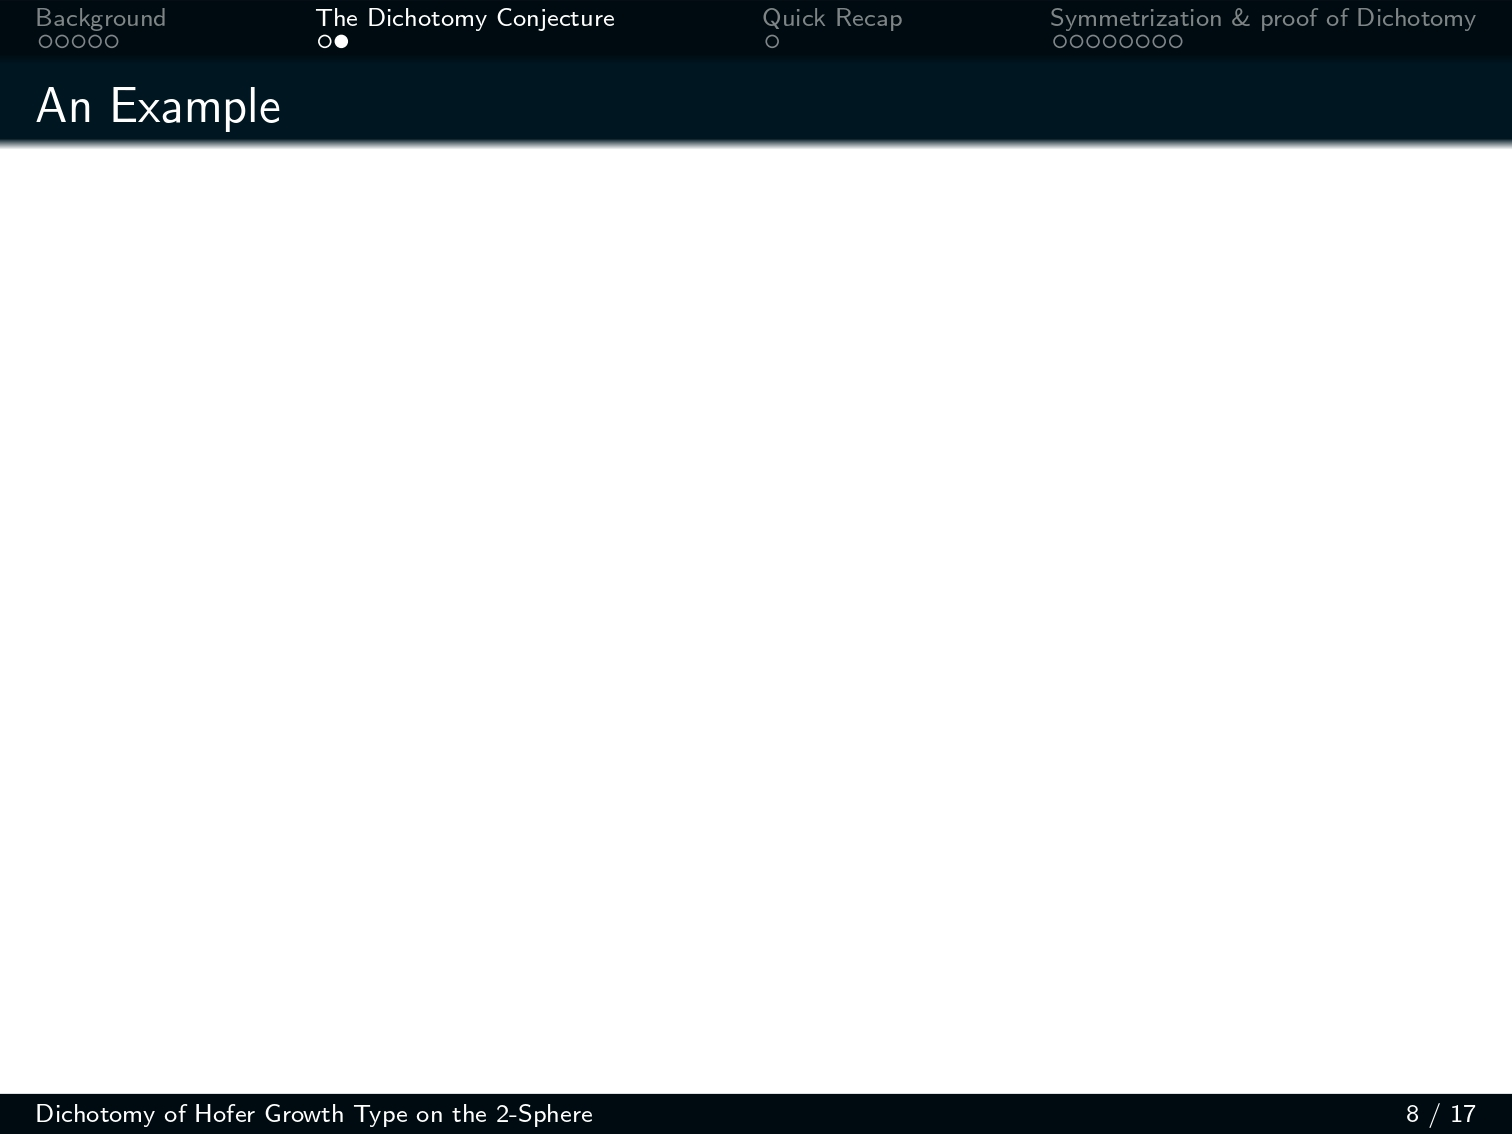 Background
The Dichotomy Conjecture
Quick Recap
Symmetrization & proof of Dichotomy
An Example
Dichotomy of Hofer Growth Type on the 2-Sphere
8 / 17